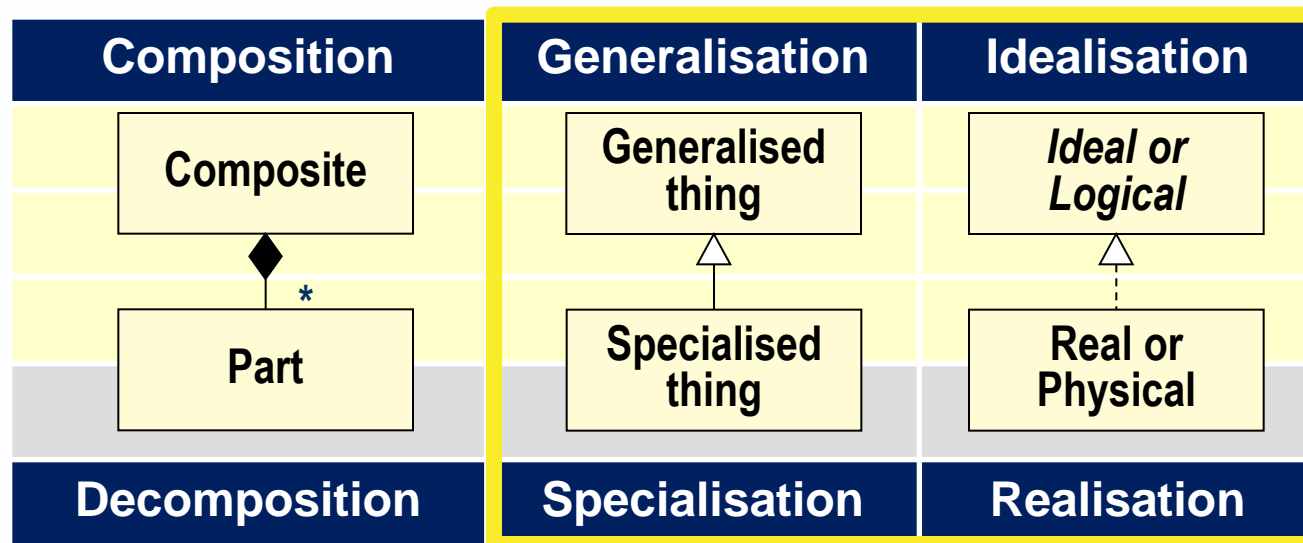 Composition
Generalisation
Idealisation
Composite
Generalised
thing
Ideal or
Logical
*
Part
Specialised
thing
Real or
Physical
Decomposition
Specialisation
Realisation